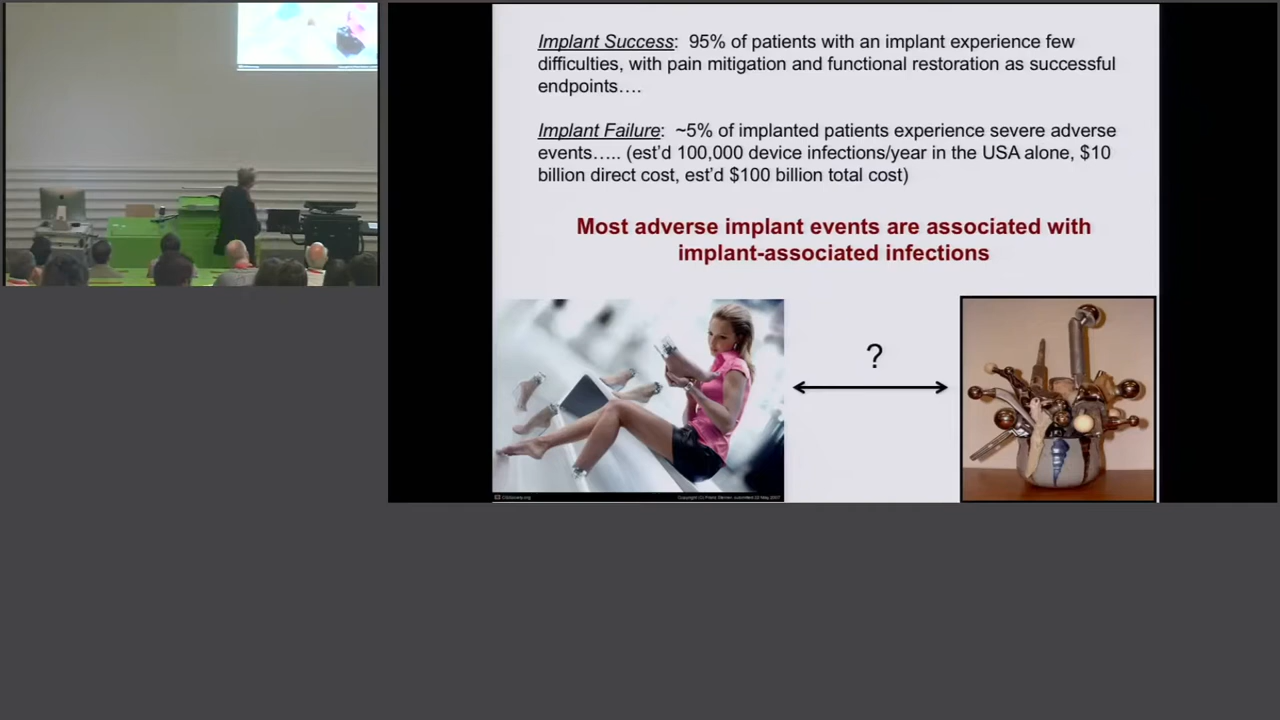 Implant Success: 95% of patients with an implant experience few
difficulties, with pain mitigation and functional restoration as successful
endpoints….
Implant Failure: ~5% of implanted patients experience severe adverse
events….. (est'd 100,000 device infections/year in the USA alone, $10
billion direct cost, est'd $100 billion total cost)
Most adverse implant events are associated with
implant-associated infections
?